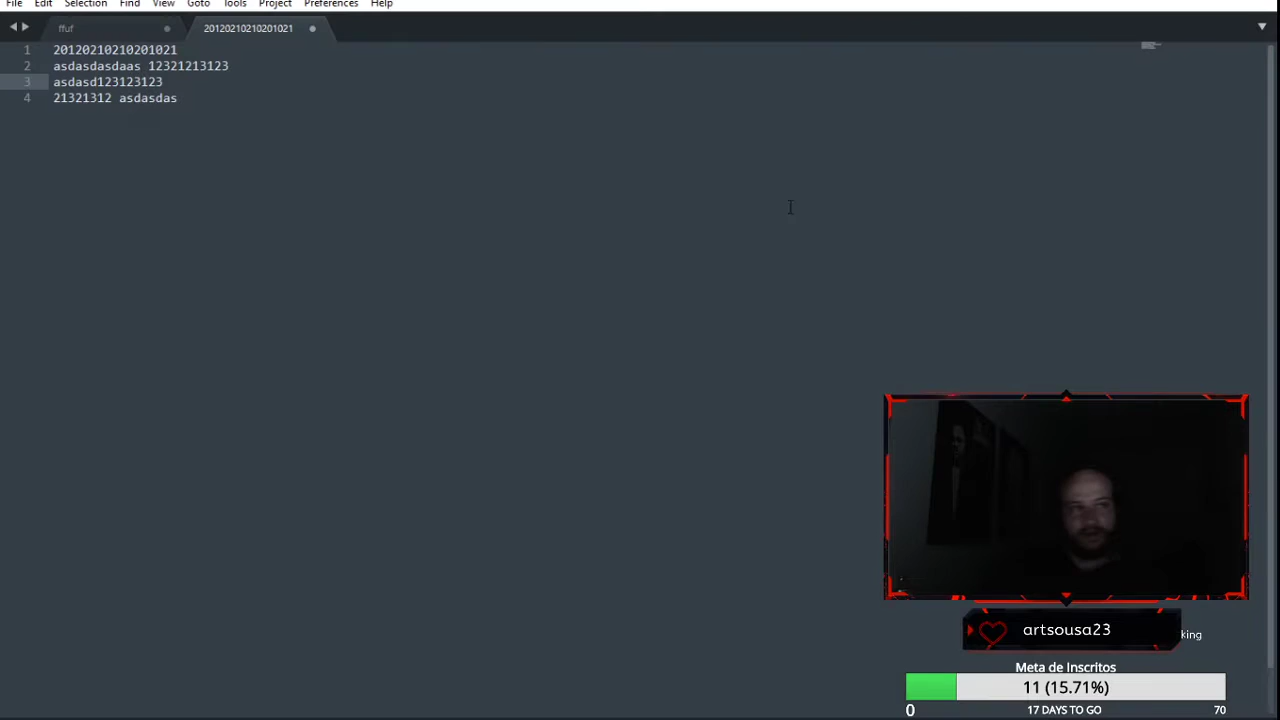 File Edit Selection Find View Goto Tools Project Preferences Help
ffuf 20120210210201021
1 20120210210201021
2 asdasdasdaas 12321213123
3 asdasd123123123
4 21321312 asdasdas
artsousa23
king
Meta de Inscritos
11 (15.71%)
0 17 DAYS TO GO 70